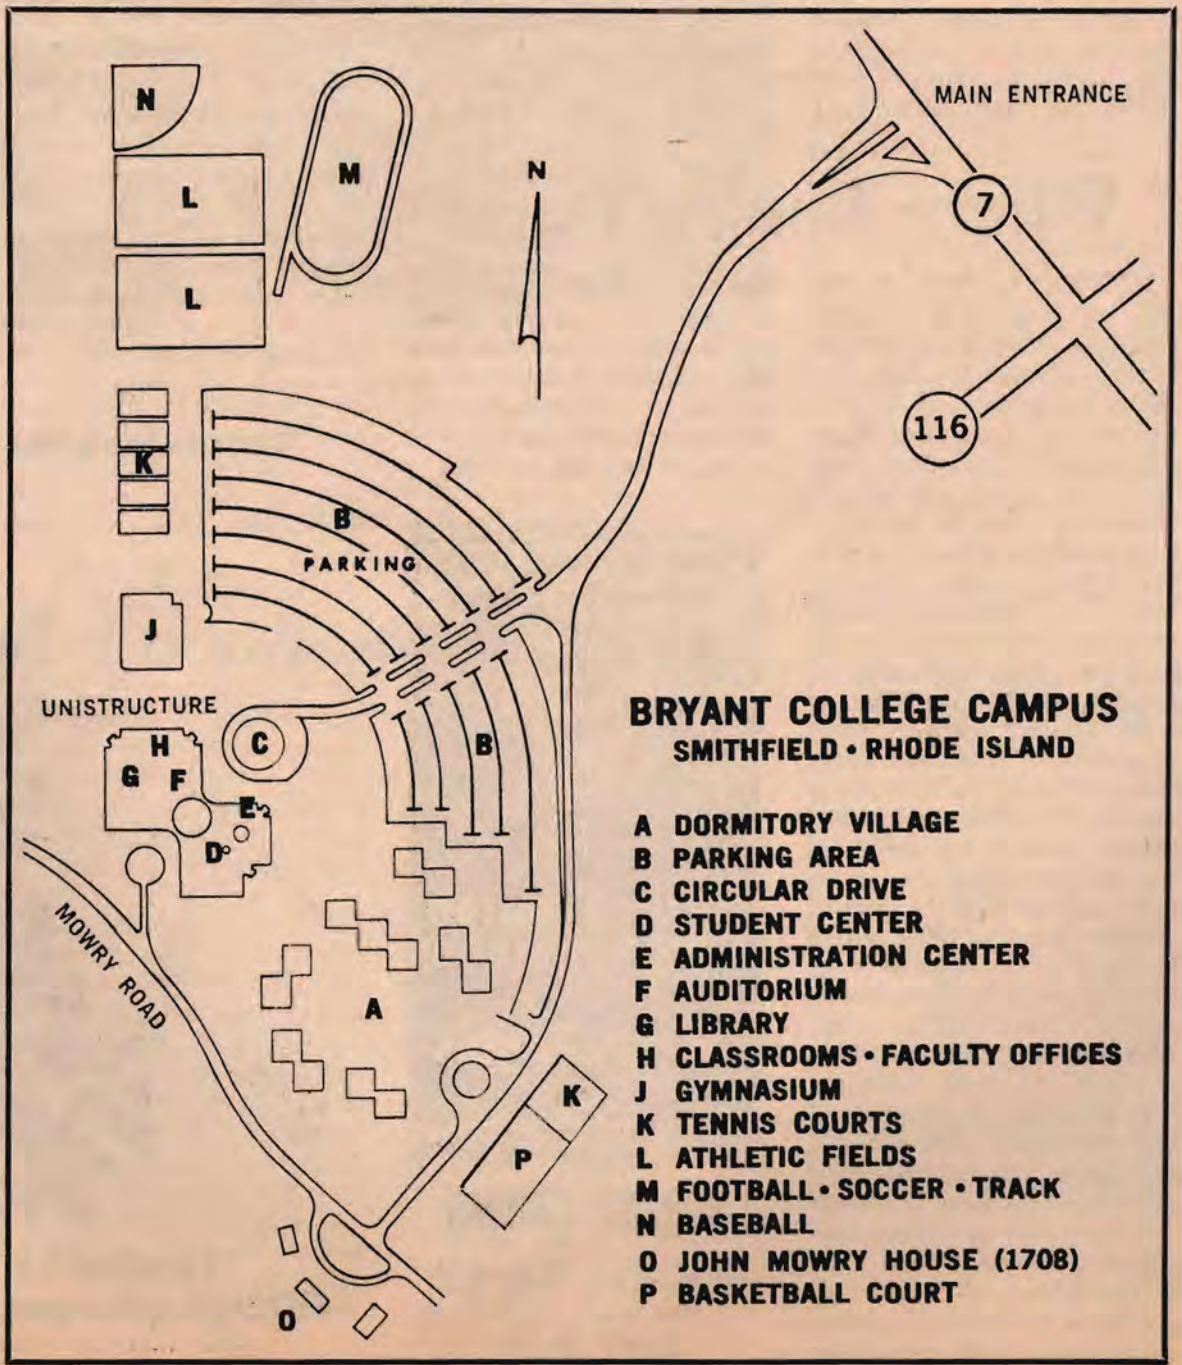 MAIN ENTRANCE
N
M
N
L
7
L
116
K
B
PARKING
J
UNISTRUCTURE
H
C
B
G
F
E
D
MOWRY ROAD
A
K
P
O
BRYANT COLLEGE CAMPUS
SMITHFIELD • RHODE ISLAND
A DORMITORY VILLAGE
B PARKING AREA
C CIRCULAR DRIVE
D STUDENT CENTER
E ADMINISTRATION CENTER
F AUDITORIUM
G LIBRARY
H CLASSROOMS • FACULTY OFFICES
J GYMNASIUM
K TENNIS COURTS
L ATHLETIC FIELDS
M FOOTBALL • SOCCER • TRACK
N BASEBALL
O JOHN MOWRY HOUSE (1708)
P BASKETBALL COURT